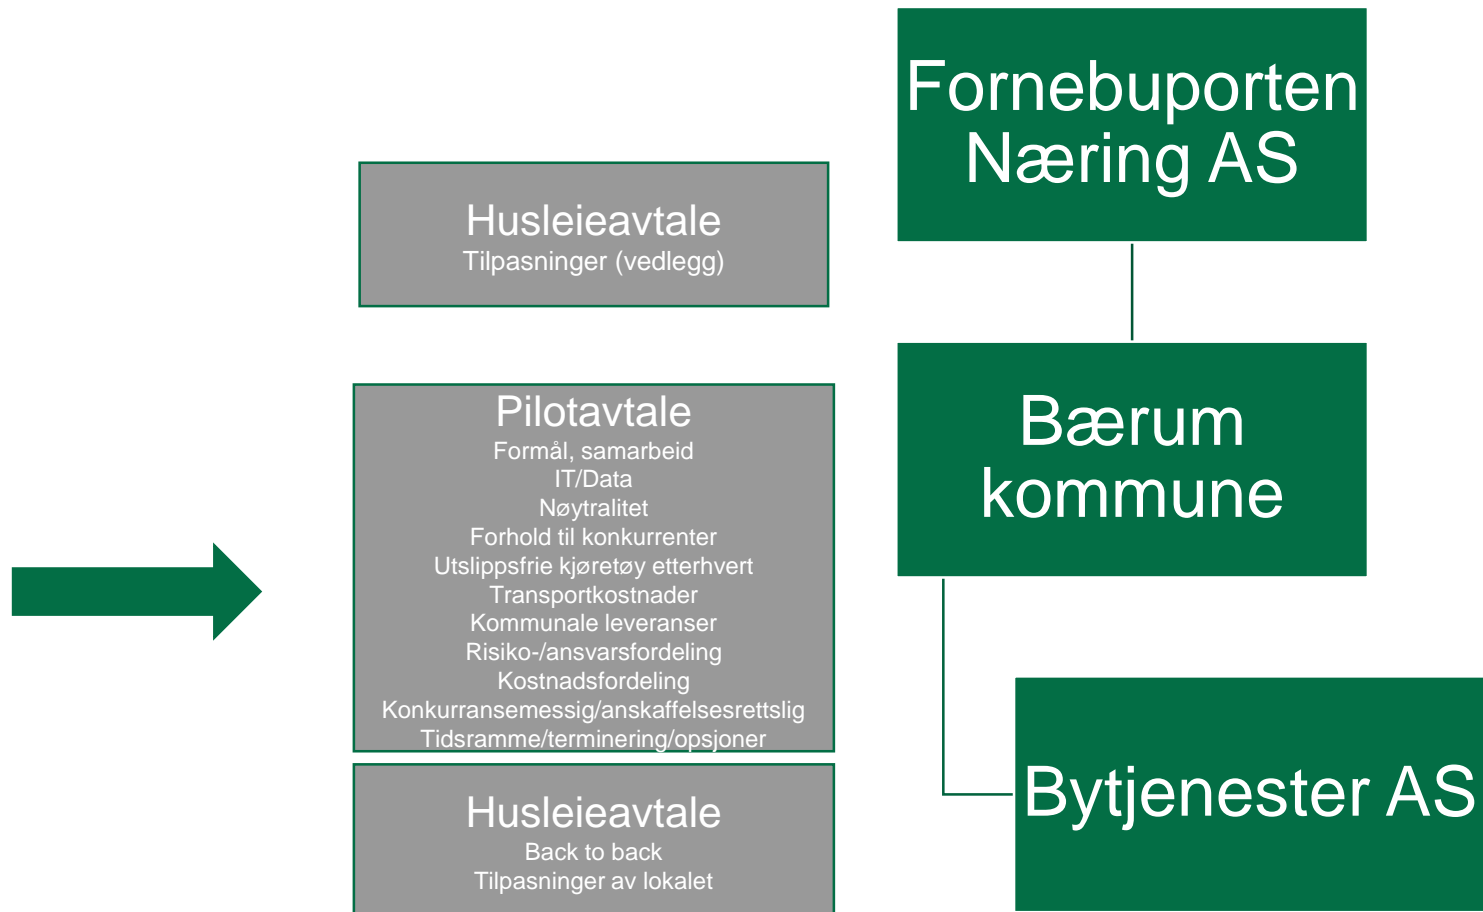 Fornebuporten
Næring AS
Husleieavtale
Tilpasninger (vedlegg)
Bærum
kommune
Pilotavtale
Formål, samarbeid
IT/Data
Nøytralitet
Forhold til konkurrenter
Utslippsfrie kjøretøy etterhvert
Transportkostnader
Kommunale leveranser
Risiko-/ansvarsfordeling
Kostnadsfordeling
Konkurransemessig/anskaffelsesrettslig
Tidsramme/terminering/opsjoner
Bytjenester AS
Husleieavtale
Back to back
Tilpasninger av lokalet